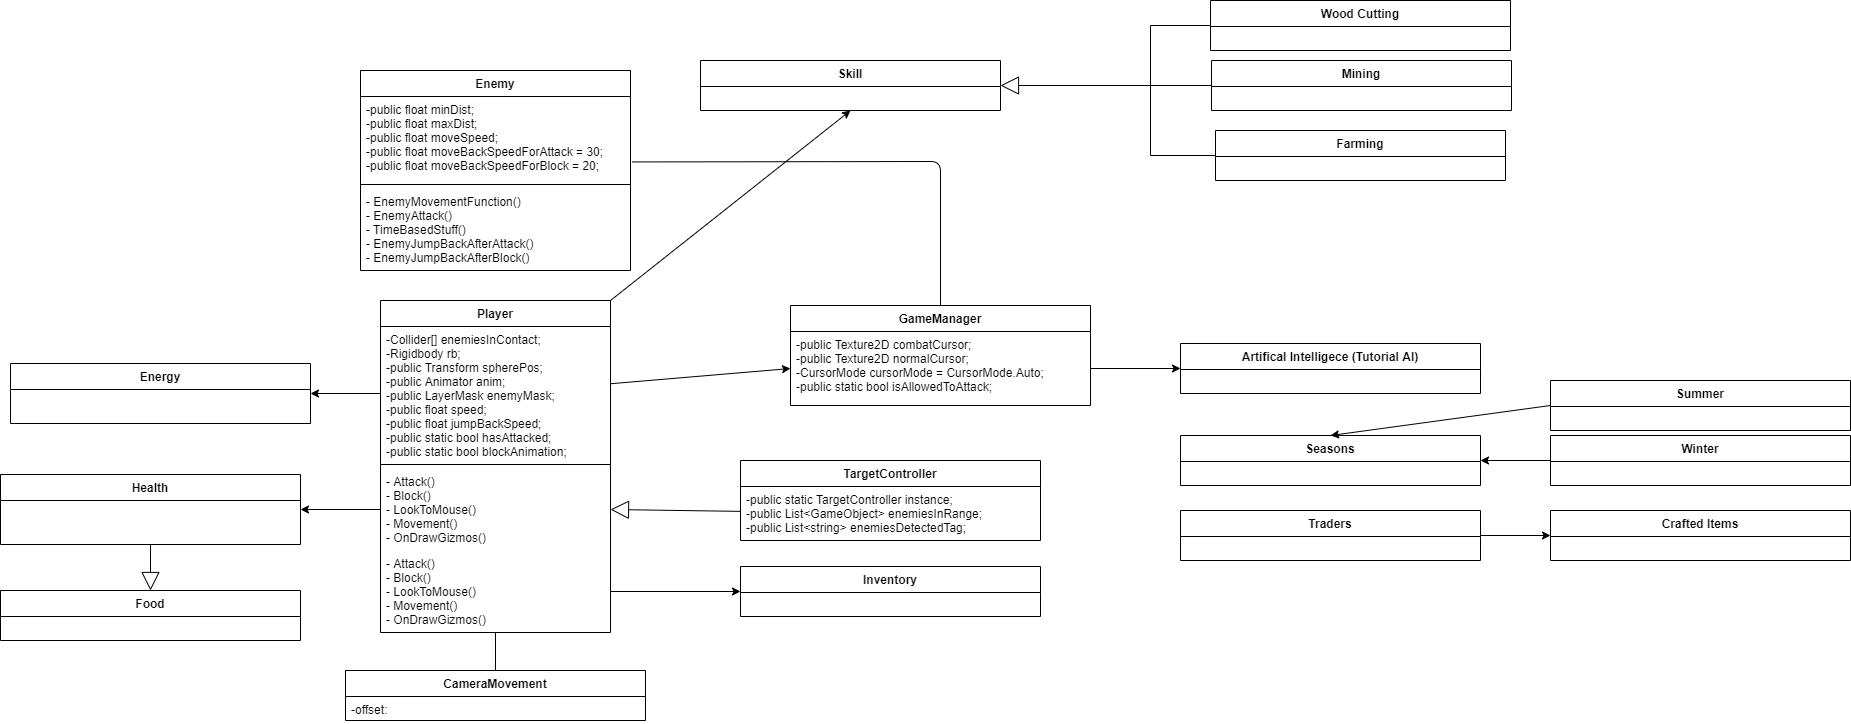 Wood Cutting
Skill
Mining
Enemy
-public float minDist;
-public float maxDist;
-public float moveSpeed;
-public float moveBackSpeedForAttack = 30;
-public float moveBackSpeedForBlock = 20;
- EnemyMovementFunction()
- EnemyAttack()
- TimeBasedStuff()
- EnemyJumpBackAfterAttack()
- EnemyJumpBackAfterBlock()
Farming
Player
-Collider[] enemiesInContact;
-Rigidbody rb;
-public Transform spherePos;
-public Animator anim;
-public LayerMask enemyMask;
-public float speed;
-public float jumpBackSpeed;
-public static bool hasAttacked;
-public static bool blockAnimation;
- Attack()
- Block()
- LookToMouse()
- Movement()
- OnDrawGizmos()
- Attack()
- Block()
- LookToMouse()
- Movement()
- OnDrawGizmos()
GameManager
-public Texture2D combatCursor;
-public Texture2D normalCursor;
-CursorMode cursorMode = CursorMode.Auto;
-public static bool isAllowedToAttack;
Artifical Intelligece (Tutorial AI)
Energy
Summer
Seasons
Winter
TargetController
-public static TargetController instance;
-public List<GameObject> enemiesInRange;
-public List<string> enemiesDetectedTag;
Health
Traders
Crafted Items
Inventory
Food
CameraMovement
-offset: